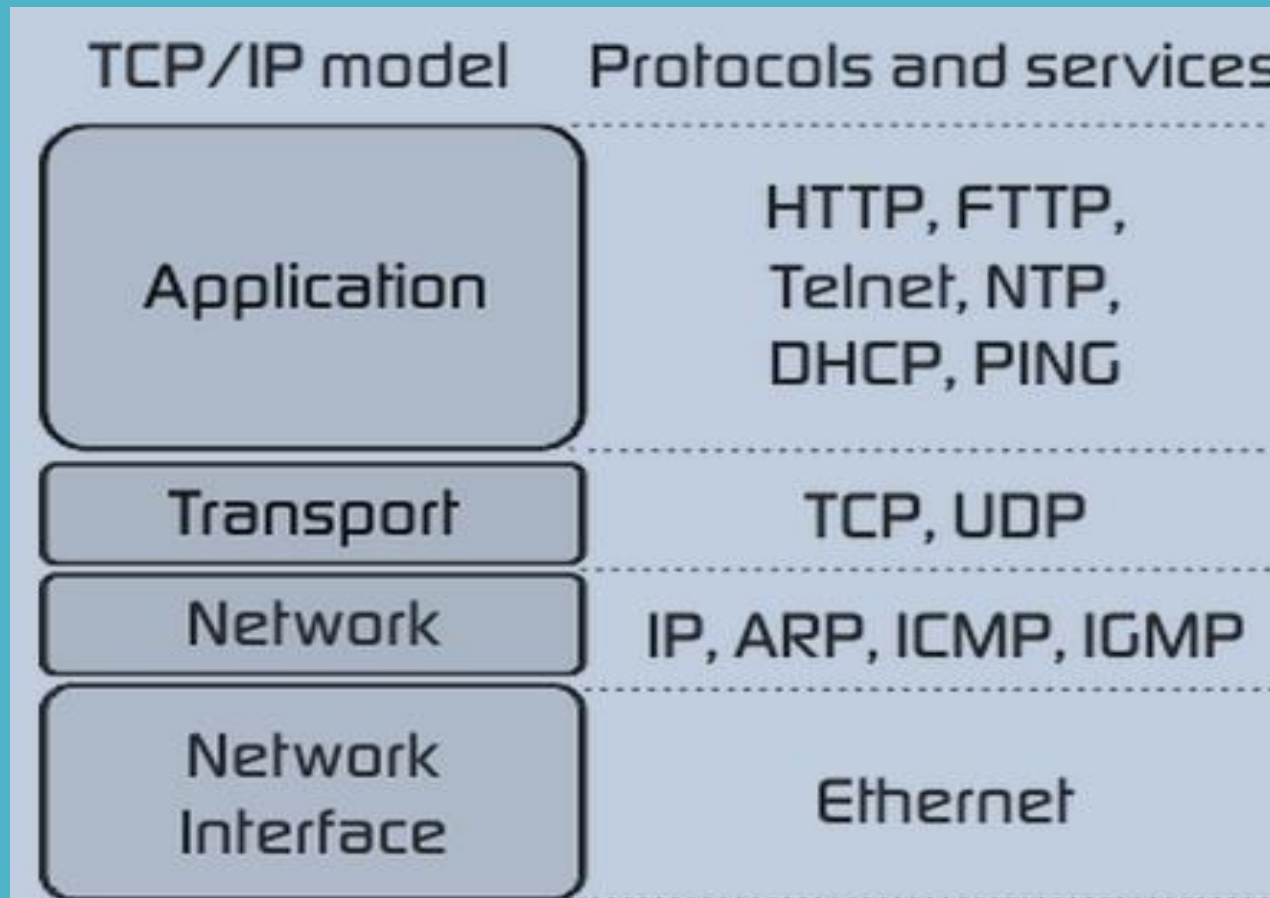 TCP/IP model Protocols and services
Application
HTTP, FTTP,
Telnet, NTP,
DHCP, PING
Transport
TCP, UDP
Network
IP, ARP, ICMP, IGMP
Network
Interface
Ethernet